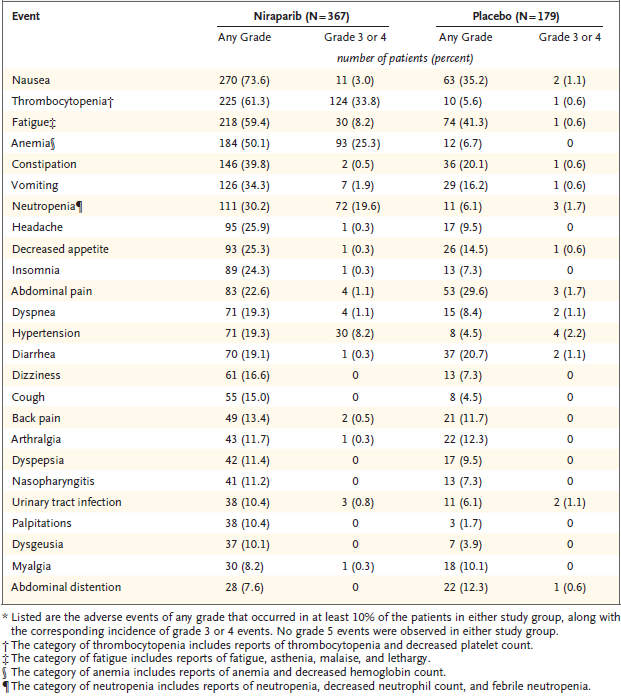 Event Niraparib (N=367) Placebo (N=179)
Any Grade Grade 3 or 4 Any Grade Grade 3 or 4
number of patients (percent)
Nausea 270 (73.6) 11 (3.0) 63 (35.2) 2 (1.1)
Thrombocytopenia† 225 (61.3) 124 (33.8) 10 (5.6) 1 (0.6)
Fatigue‡ 218 (59.4) 30 (8.2) 74 (41.3) 1 (0.6)
Anemia§ 184 (50.1) 93 (25.3) 12 (6.7) 0
Constipation 146 (39.8) 2 (0.5) 36 (20.1) 1 (0.6)
Vomiting 126 (34.3) 7 (1.9) 29 (16.2) 1 (0.6)
Neutropenia¶ 111 (30.2) 72 (19.6) 11 (6.1) 3 (1.7)
Headache 95 (25.9) 1 (0.3) 17 (9.5) 0
Decreased appetite 93 (25.3) 1 (0.3) 26 (14.5) 1 (0.6)
Insomnia 89 (24.3) 1 (0.3) 13 (7.3) 0
Abdominal pain 83 (22.6) 4 (1.1) 53 (29.6) 3 (1.7)
Dyspnea 71 (19.3) 4 (1.1) 15 (8.4) 2 (1.1)
Hypertension 71 (19.3) 30 (8.2) 8 (4.5) 4 (2.2)
Diarrhea 70 (19.1) 1 (0.3) 37 (20.7) 2 (1.1)
Dizziness 61 (16.6) 0 13 (7.3) 0
Cough 55 (15.0) 0 8 (4.5) 0
Back pain 49 (13.4) 2 (0.5) 21 (11.7) 0
Arthralgia 43 (11.7) 1 (0.3) 22 (12.3) 0
Dyspepsia 42 (11.4) 0 17 (9.5) 0
Nasopharyngitis 41 (11.2) 0 13 (7.3) 0
Urinary tract infection 38 (10.4) 3 (0.8) 11 (6.1) 2 (1.1)
Palpitations 38 (10.4) 0 3 (1.7) 0
Dysgeusia 37 (10.1) 0 7 (3.9) 0
Myalgia 30 (8.2) 1 (0.3) 18 (10.1) 0
Abdominal distention 28 (7.6) 0 22 (12.3) 1 (0.6)
* Listed are the adverse events of any grade that occurred in at least 10% of the patients in either study group, along with
the corresponding incidence of grade 3 or 4 events. No grade 5 events were observed in either study group.
† The category of thrombocytopenia includes reports of thrombocytopenia and decreased platelet count.
‡ The category of fatigue includes reports of fatigue, asthenia, malaise, and lethargy.
§ The category of anemia includes reports of anemia and decreased hemoglobin count.
¶ The category of neutropenia includes reports of neutropenia, decreased neutrophil count, and febrile neutropenia.